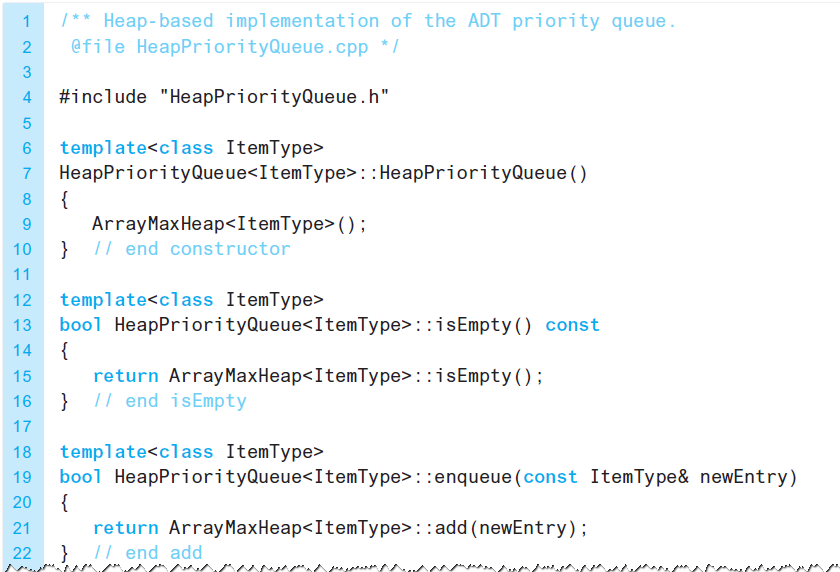 1 /** Heap-based implementation of the ADT priority queue.
2 @file HeapPriorityQueue.cpp */
3
4 #include "HeapPriorityQueue.h"
5
6 template<class ItemType>
7 HeapPriorityQueue<ItemType>::HeapPriorityQueue()
8 {
9 ArrayMaxHeap<ItemType>();
10 } // end constructor
11
12 template<class ItemType>
13 bool HeapPriorityQueue<ItemType>::isEmpty() const
14 {
15 return ArrayMaxHeap<ItemType>::isEmpty();
16 } // end isEmpty
17
18 template<class ItemType>
19 bool HeapPriorityQueue<ItemType>::enqueue(const ItemType& newEntry)
20 {
21 return ArrayMaxHeap<ItemType>::add(newEntry);
22 } // end add